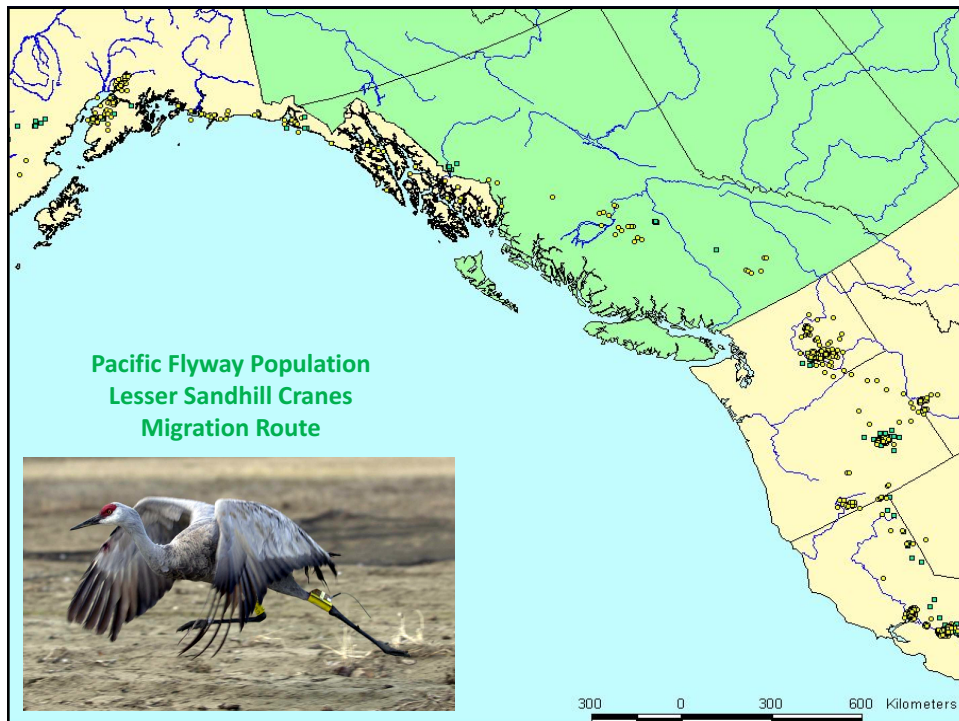 Pacific Flyway Population
Lesser Sandhill Cranes
Migration Route
300 0 300 600 Kilometers